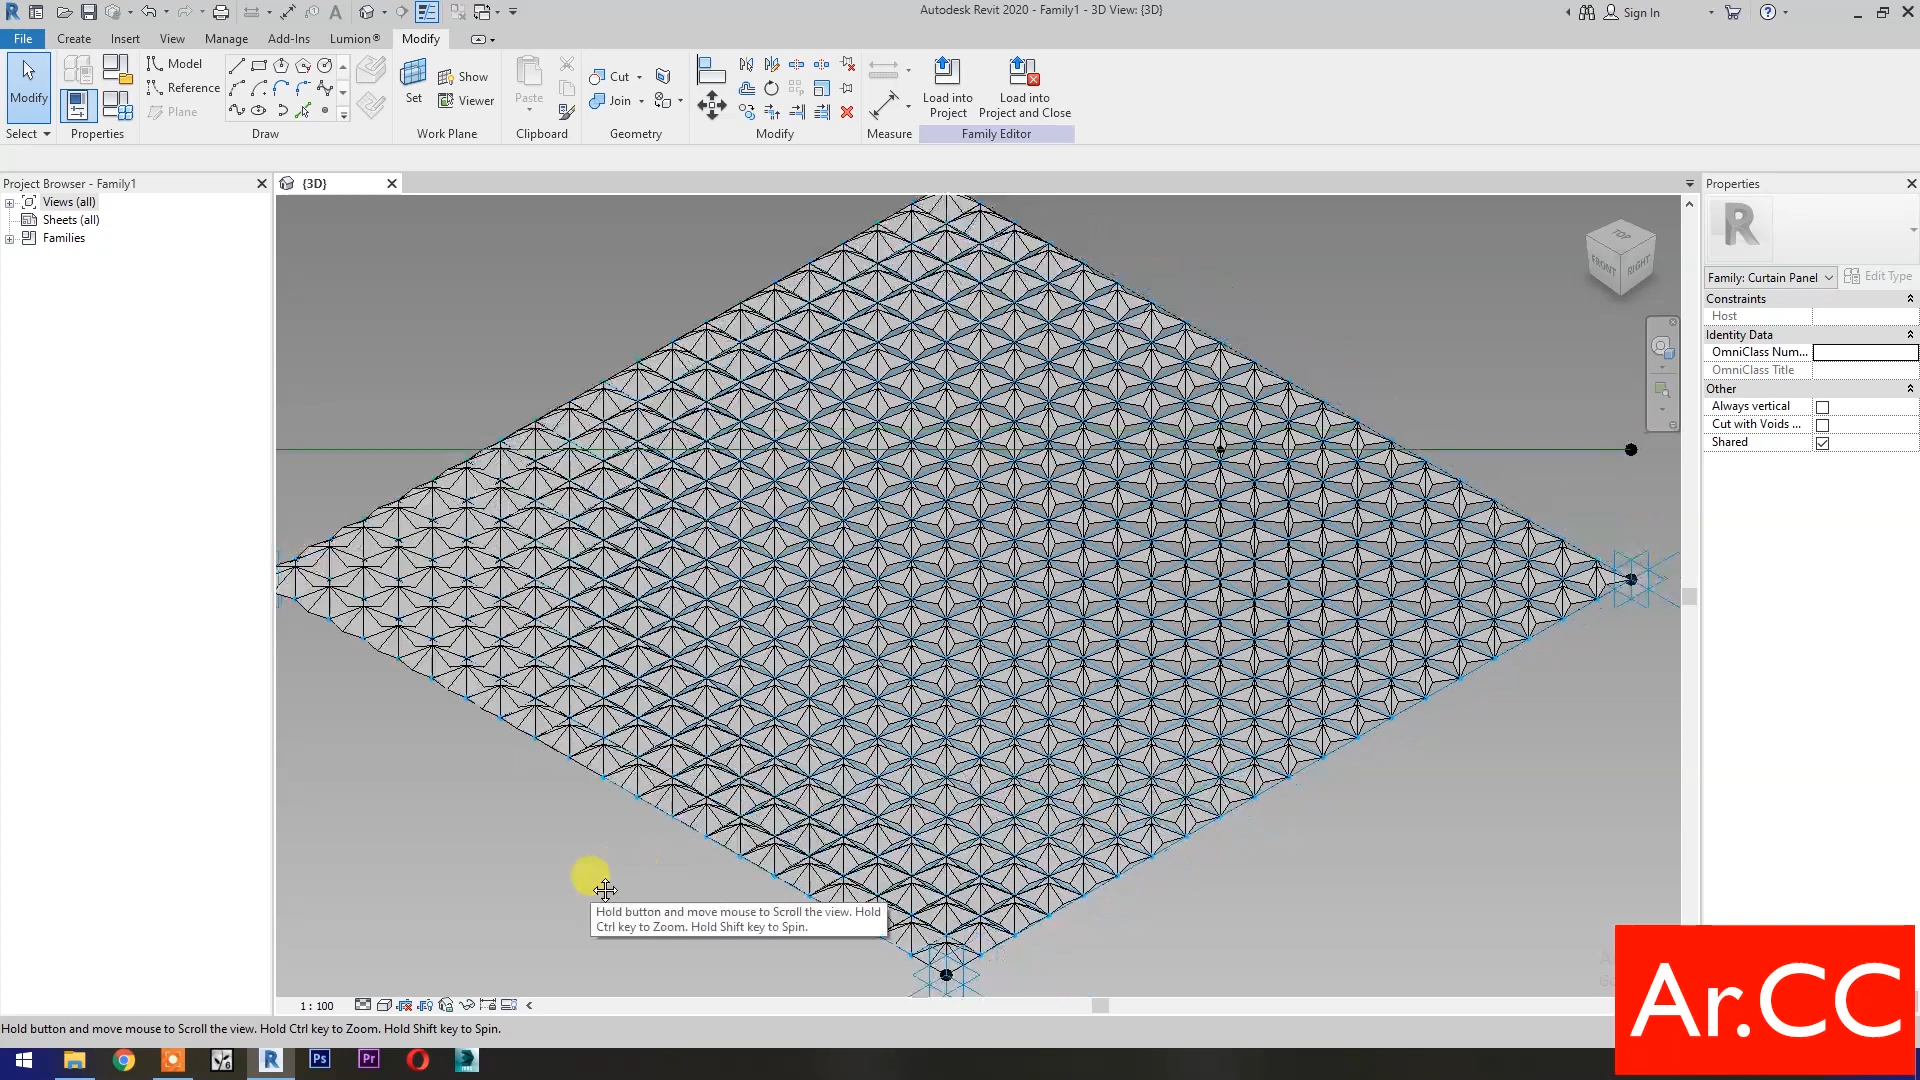 Autodesk Revit 2020 - Family1 - 3D View: {3D}
Sign In
File
Create
Insert
View
Manage
Add-Ins
Lumion®
Modify
Modify
Select
Properties
Model
Reference
Plane
Draw
Set
Show
Viewer
Work Plane
Paste
Clipboard
Cut
Join
Geometry
Modify
Measure
Load into
Project
Load into
Project and Close
Family Editor
Project Browser - Family1
Views (all)
Sheets (all)
Families
{3D}
TOP
FRONT
RIGHT
Properties
Family: Curtain Panel
Edit Type
Constraints
Host
Identity Data
OmniClass Num...
OmniClass Title
Other
Always vertical
Cut with Voids ...
Shared
Hold button and move mouse to Scroll the view. Hold
Ctrl key to Zoom. Hold Shift key to Spin.
1 : 100
Hold button and move mouse to Scroll the view. Hold Ctrl key to Zoom. Hold Shift key to Spin.
Ar.CC
Ps
Pr